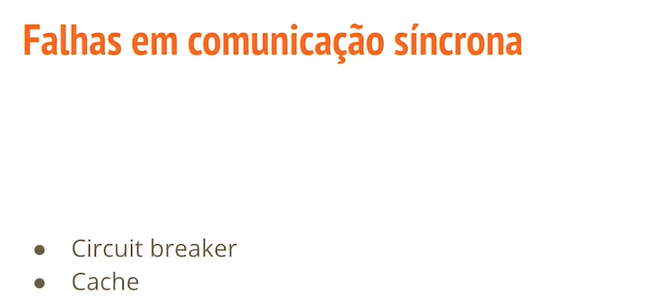 Falhas em comunicação síncrona
● Circuit breaker
● Cache